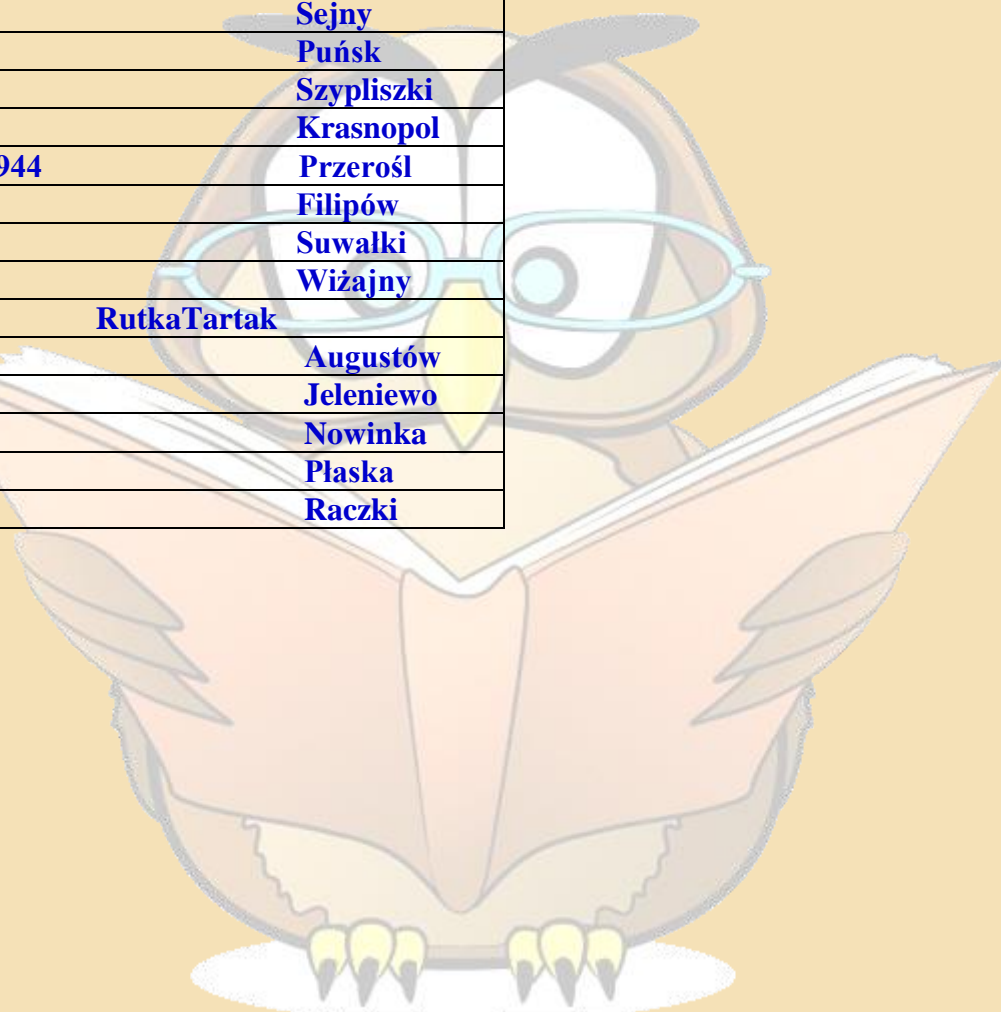 Sejny
Puńsk
Szypliszki
Krasnopol
944 Przerośl
Filipów
Suwałki
Wiżajny
RutkaTartak
Augustów
Jeleniewo
Nowinka
Płaska
Raczki